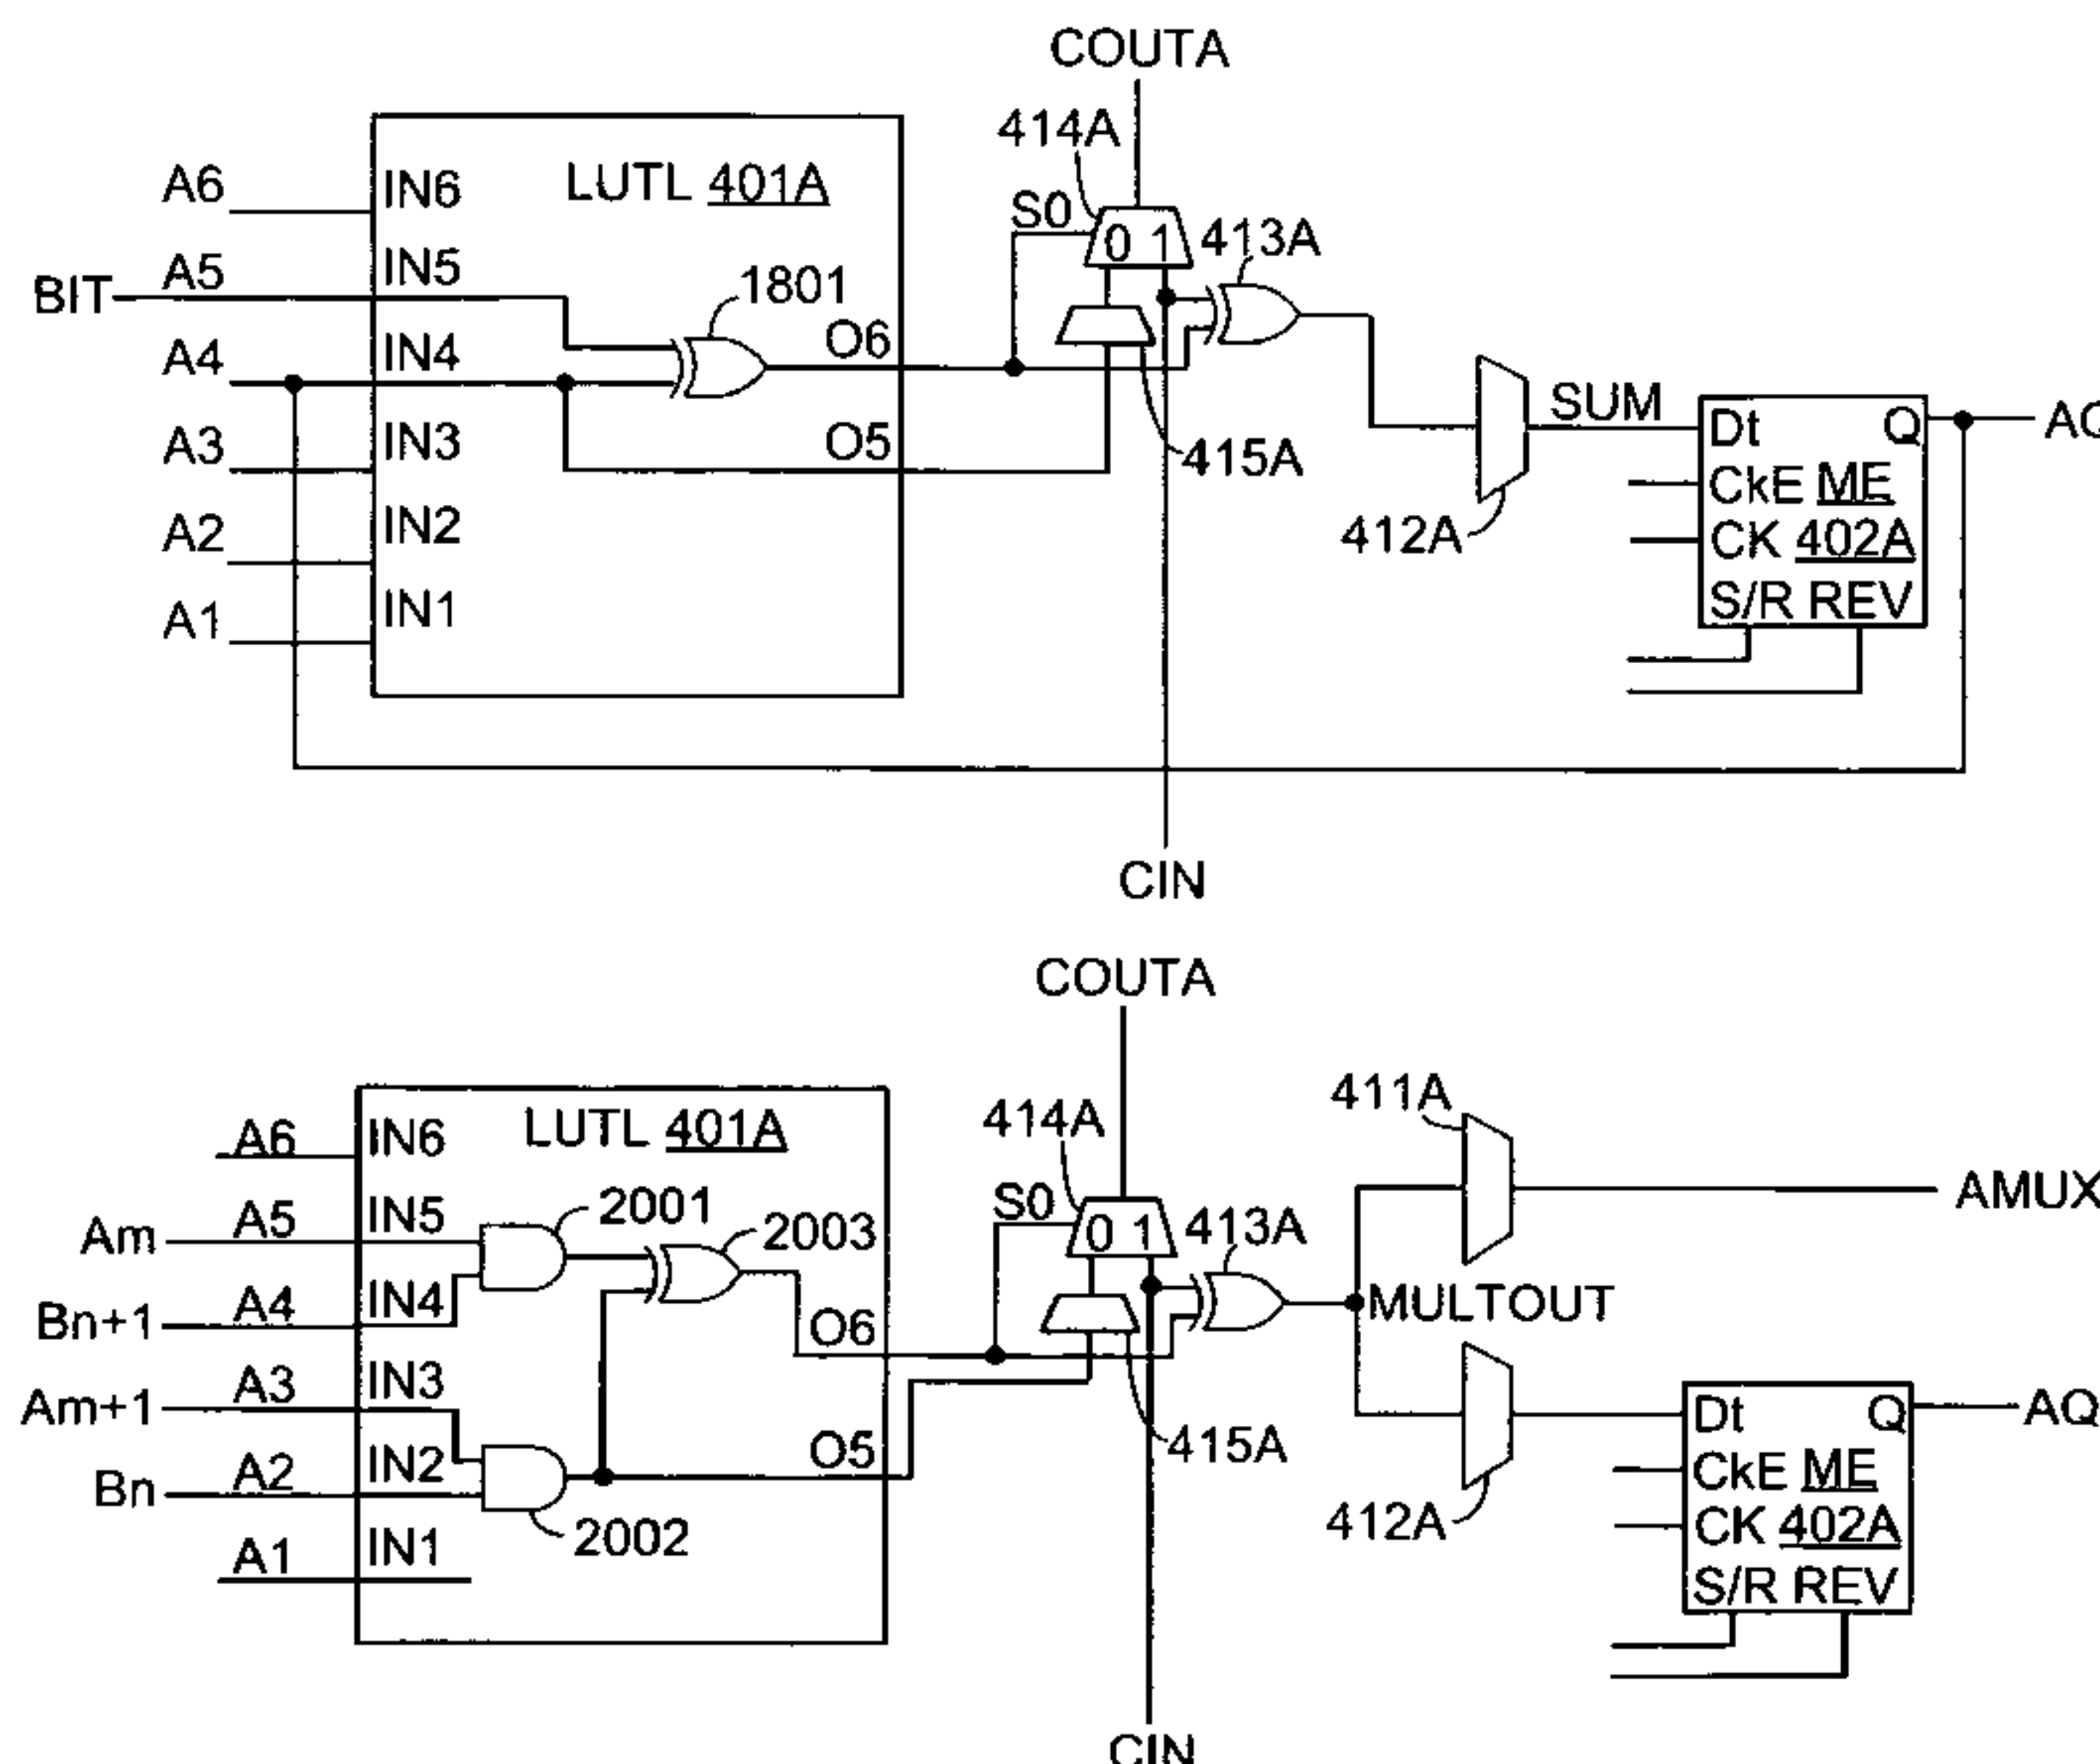 COUTA
414A
A6 IN6 LUTL 401A
S0
0 1 413A
A5 IN5
BIT
1801
A4 IN4 O6
SUM
Dt Q AQ
A3 IN3 O5
415A
CkE ME
A2 IN2
412A
CK 402A
A1 IN1
S/R REV
CIN
COUTA
411A
414A
A6 IN6 LUTL 401A
Am A5 IN5 2001
2003
S0
0 1 413A
AMUX
Bn+1 A4 IN4
O6
MULTOUT
Am+1 A3 IN3
Dt Q AQ
Bn A2 IN2 O5
415A
CkE ME
412A
CK 402A
2002
A1 IN1
S/R REV
CIN